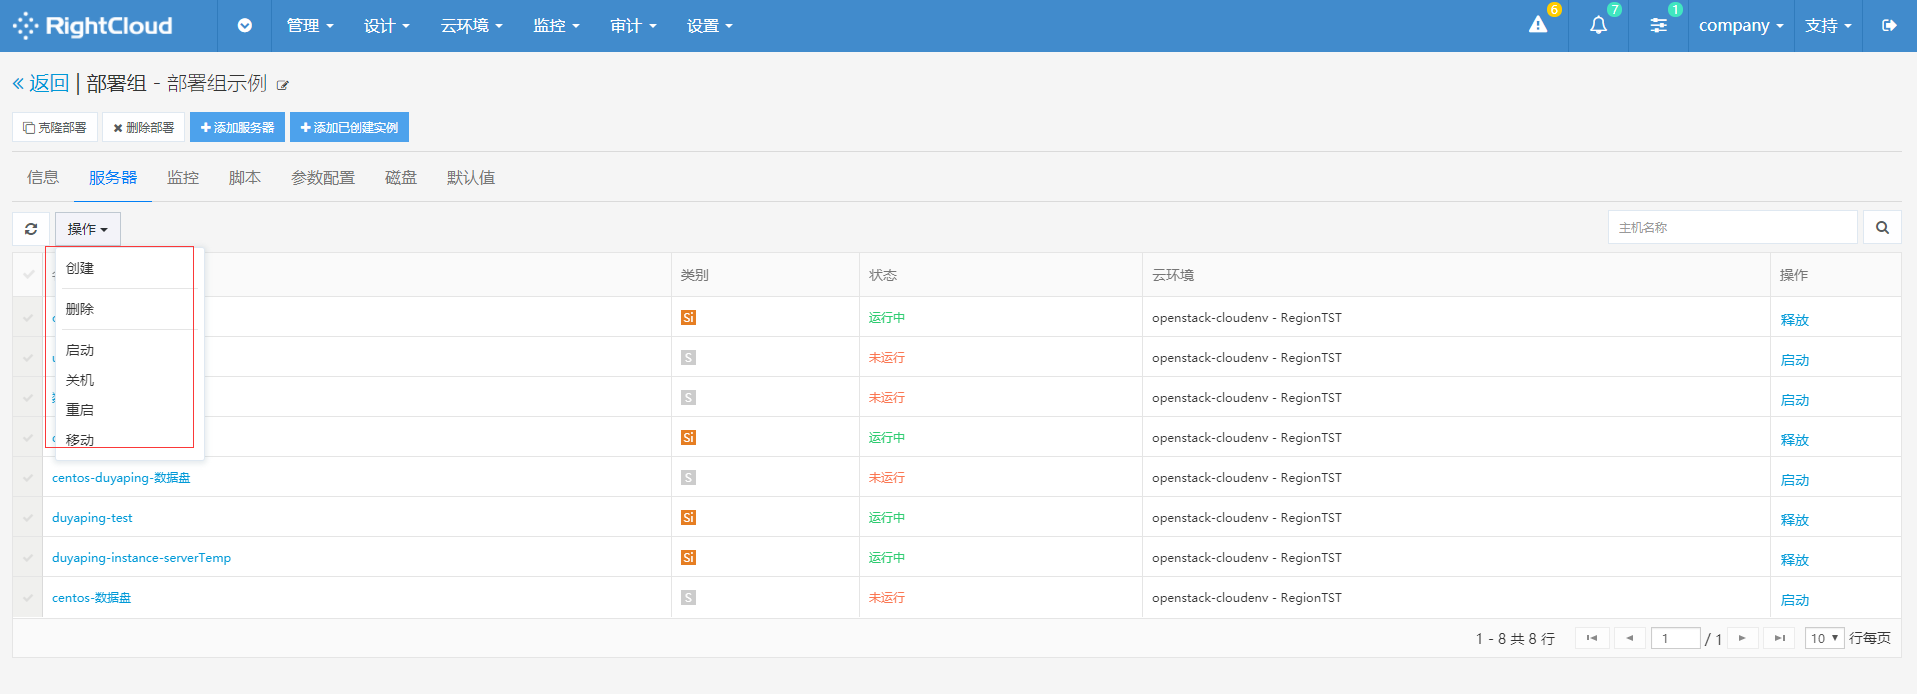 RightCloud 管理 设计 云环境 监控 审计 设置 6 7 1 company 支持
« 返回 | 部署组 - 部署组示例
克隆部署 删除部署 添加服务器 添加已创建实例
信息 服务器 监控 脚本 参数配置 磁盘 默认值
操作 主机名称
创建
删除
启动
关机
重启
移动
类别 状态 云环境 操作
Si 运行中 openstack-cloudenv - RegionTST 释放
S 未运行 openstack-cloudenv - RegionTST 启动
S 未运行 openstack-cloudenv - RegionTST 启动
Si 运行中 openstack-cloudenv - RegionTST 释放
centos-duyaping-数据盘 S 未运行 openstack-cloudenv - RegionTST 启动
duyaping-test Si 运行中 openstack-cloudenv - RegionTST 释放
duyaping-instance-serverTemp Si 运行中 openstack-cloudenv - RegionTST 释放
centos-数据盘 S 未运行 openstack-cloudenv - RegionTST 启动
1 - 8 共 8 行 1 / 1 10 行每页